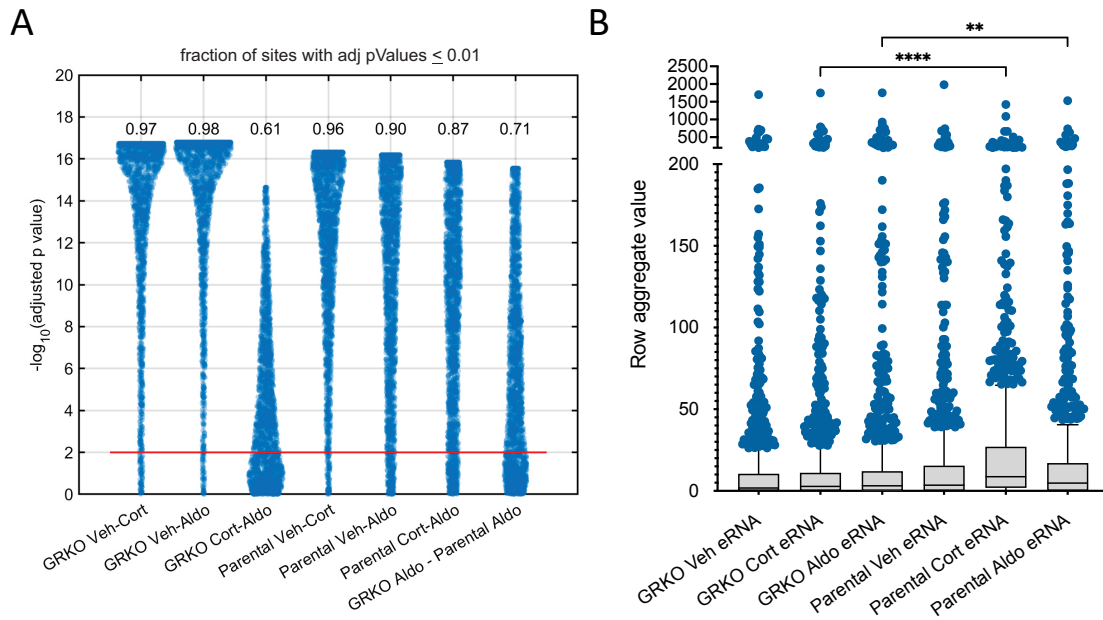 A
fraction of sites with adj pValues ≤ 0.01
20
18
16
14
12
10
8
6
4
2
0
-log10(adjusted p value)
0.97 0.98 0.61 0.96 0.90 0.87 0.71
GRKO Veh-Cort
GRKO Veh-Aldo
GRKO Cort-Aldo
Parental Veh-Cort
Parental Veh-Aldo
Parental Cort-Aldo
GRKO Aldo - Parental Aldo
B
**
****
2500
2000
1500
1000
500
200
150
100
50
0
Row aggregate value
GRKO Veh eRNA
GRKO Cort eRNA
GRKO Aldo eRNA
Parental Veh eRNA
Parental Cort eRNA
Parental Aldo eRNA